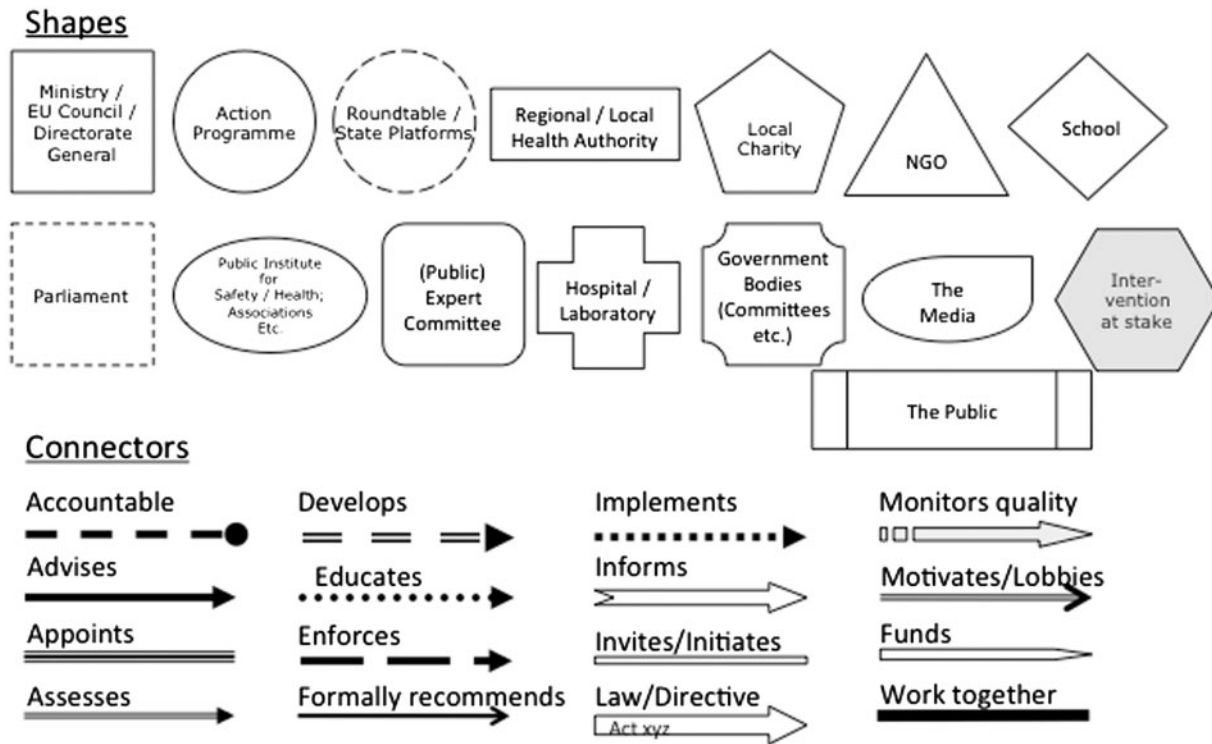 Shapes
Ministry /
EU Council /
Directorate
General
Action
Programme
Roundtable /
State Platforms
Regional / Local
Health Authority
Local
Charity
NGO
School
Parliament
Public Institute
for
Safety / Health;
Associations
Etc.
(Public)
Expert
Committee
Hospital /
Laboratory
Government
Bodies
(Committees
etc.)
The
Media
Inter-
vention
at stake
The Public
Connectors
Accountable
Develops
Implements
Monitors quality
Advises
Educates
Informs
Motivates/Lobbies
Appoints
Enforces
Invites/Initiates
Funds
Assesses
Formally recommends
Law/Directive
Work together
Act xyz